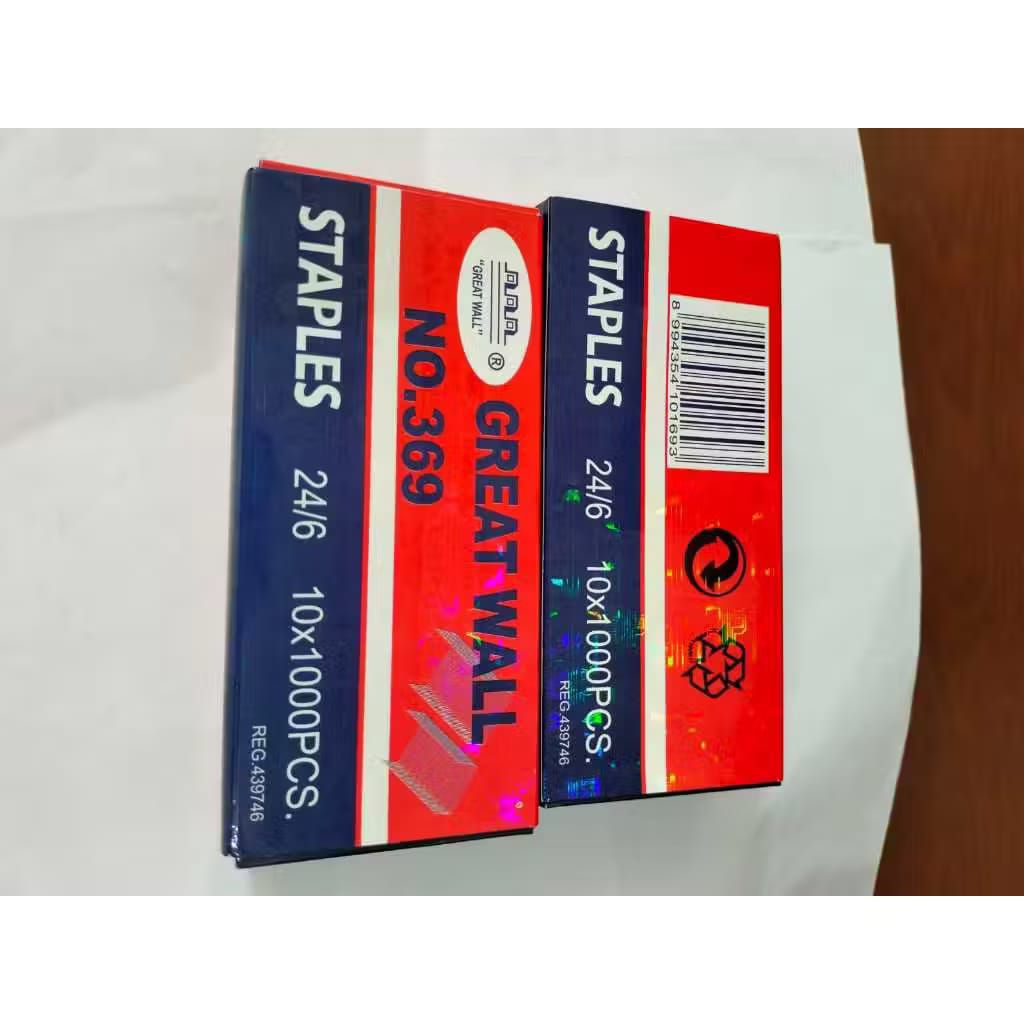 "GREAT WALL" ®
GREAT WALL
NO.369
STAPLES 24/6 10x1000PCS.
REG.439746
8 994354 101693
STAPLES 24/6 10x1000PCS.
REG.439746